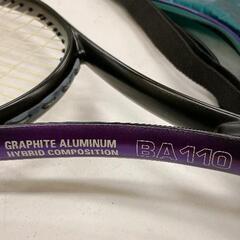 GRAPHITE ALUMINUM
HYBRID COMPOSITION
BA110